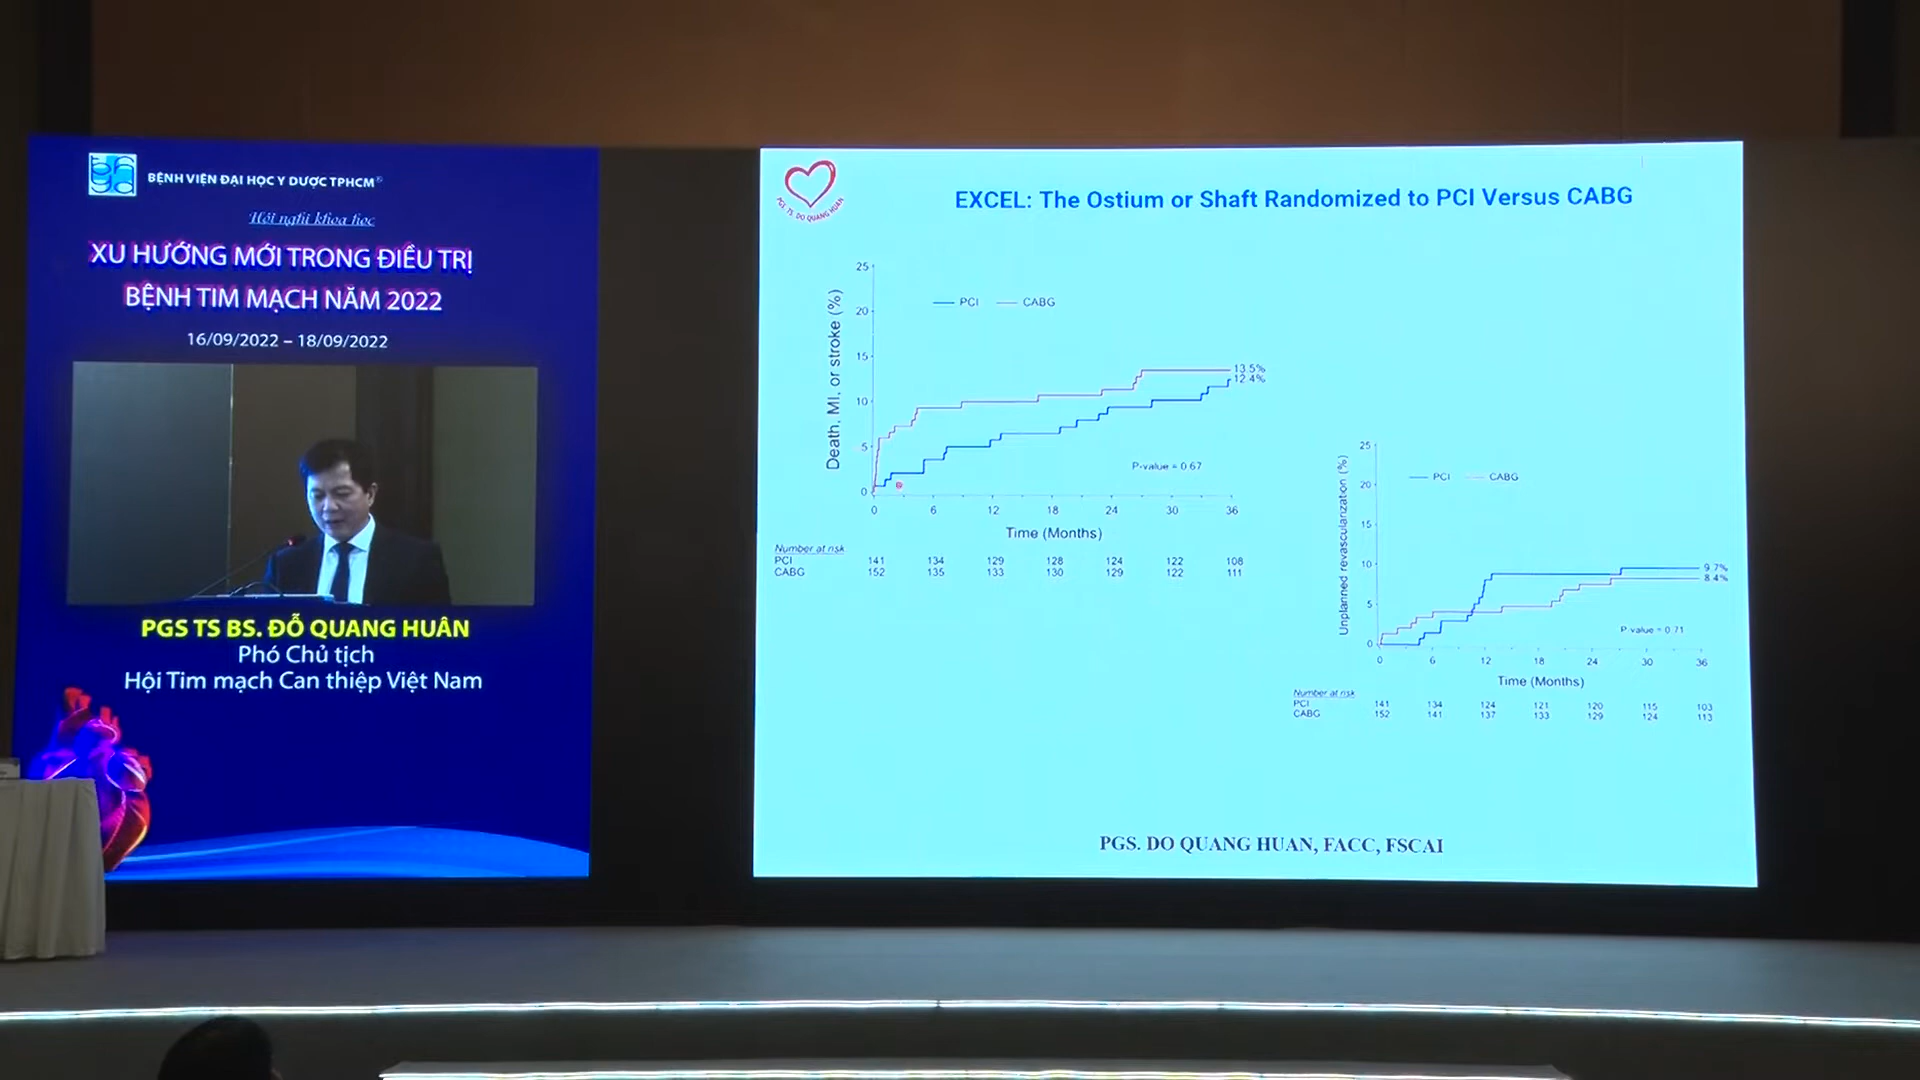 BỆNH VIỆN ĐẠI HỌC Y DƯỢC TPHCM
Hội nghị khoa học
XU HƯỚNG MỚI TRONG ĐIỀU TRỊ
BỆNH TIM MẠCH NĂM 2022
16/09/2022 – 18/09/2022
PGS TS BS. ĐỖ QUANG HUÂN
Phó Chủ tịch
Hội Tim mạch Can thiệp Việt Nam
PGS. TS. DO QUANG HUAN
EXCEL: The Ostium or Shaft Randomized to PCI Versus CABG
Death, MI, or stroke (%)
25
20
15
10
5
0
PCI CABG
13.5%
12.4%
P-value = 0.67
0 6 12 18 24 30 36
Time (Months)
Number at risk
PCI 141 134 129 128 124 122 108
CABG 152 135 133 130 129 122 111
Unplanned revascularization (%)
25
20
15
10
5
0
PCI CABG
9.7%
8.4%
P-value = 0.71
0 6 12 18 24 30 36
Time (Months)
Number at risk
PCI 141 134 124 121 120 115 103
CABG 152 141 137 133 129 124 113
PGS. DO QUANG HUAN, FACC, FSCAI